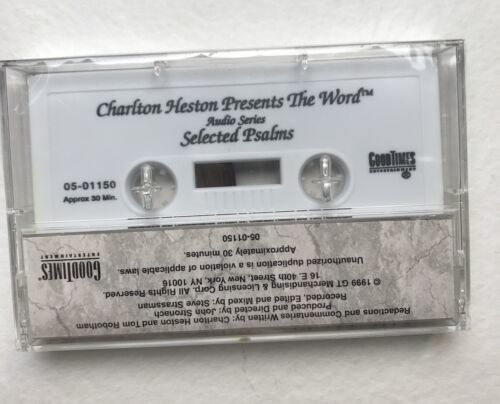 Charlton Heston Presents The Word™
Audio Series
Selected Psalms
GOODTIMES
ENTERTAINMENT
05-01150
Approx 30 Min.
Redactions and Commentaries Written by: Charlton Heston and Tom Robotham
Produced and Directed by: John Stronach
Recorded, Edited and Mixed by: Steve Strassman
© 1999 GT Merchandising & Licensing Corp. All Rights Reserved.
16 E. 40th Street, New York, NY 10016
Unauthorized duplication is a violation of applicable laws.
Approximately 30 minutes.
05-01150
GOODTIMES
ENTERTAINMENT